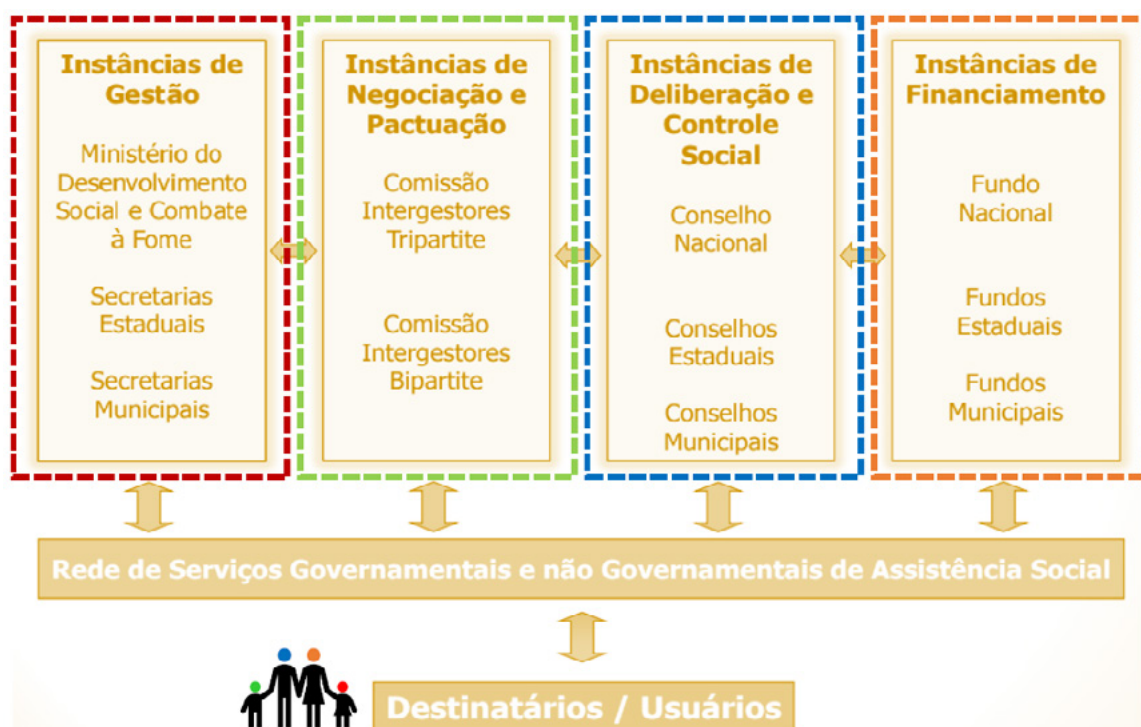 Instâncias de
Gestão
Ministério do
Desenvolvimento
Social e Combate
à Fome
Secretarias
Estaduais
Secretarias
Municipais
Instâncias de
Negociação e
Pactuação
Comissão
Intergestores
Tripartite
Comissão
Intergestores
Bipartite
Instâncias de
Deliberação e
Controle
Social
Conselho
Nacional
Conselhos
Estaduais
Conselhos
Municipais
Instâncias de
Financiamento
Fundo
Nacional
Fundos
Estaduais
Fundos
Municipais
Rede de Serviços Governamentais e não Governamentais de Assistência Social
Destinatários / Usuários